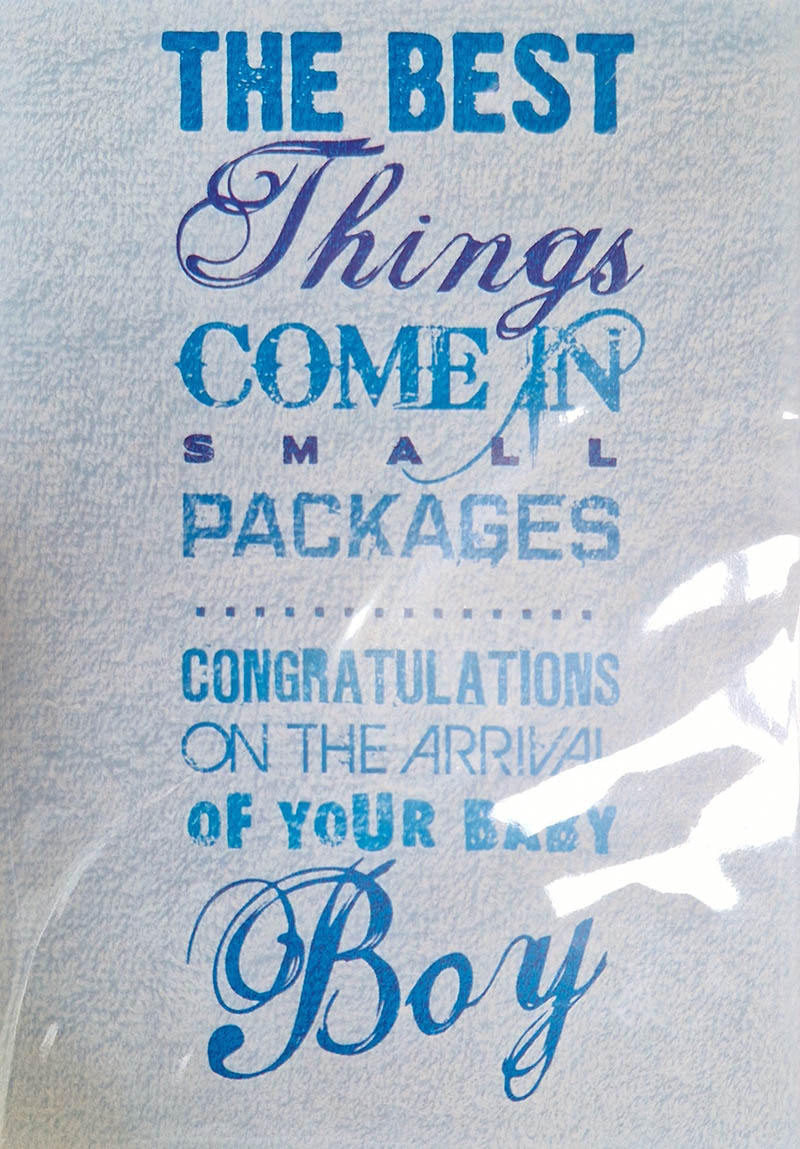 THE BEST
Things
COME IN
SMALL
PACKAGES
CONGRATULATIONS
ON THE ARRIVAL
OF YOUR BABY
Boy